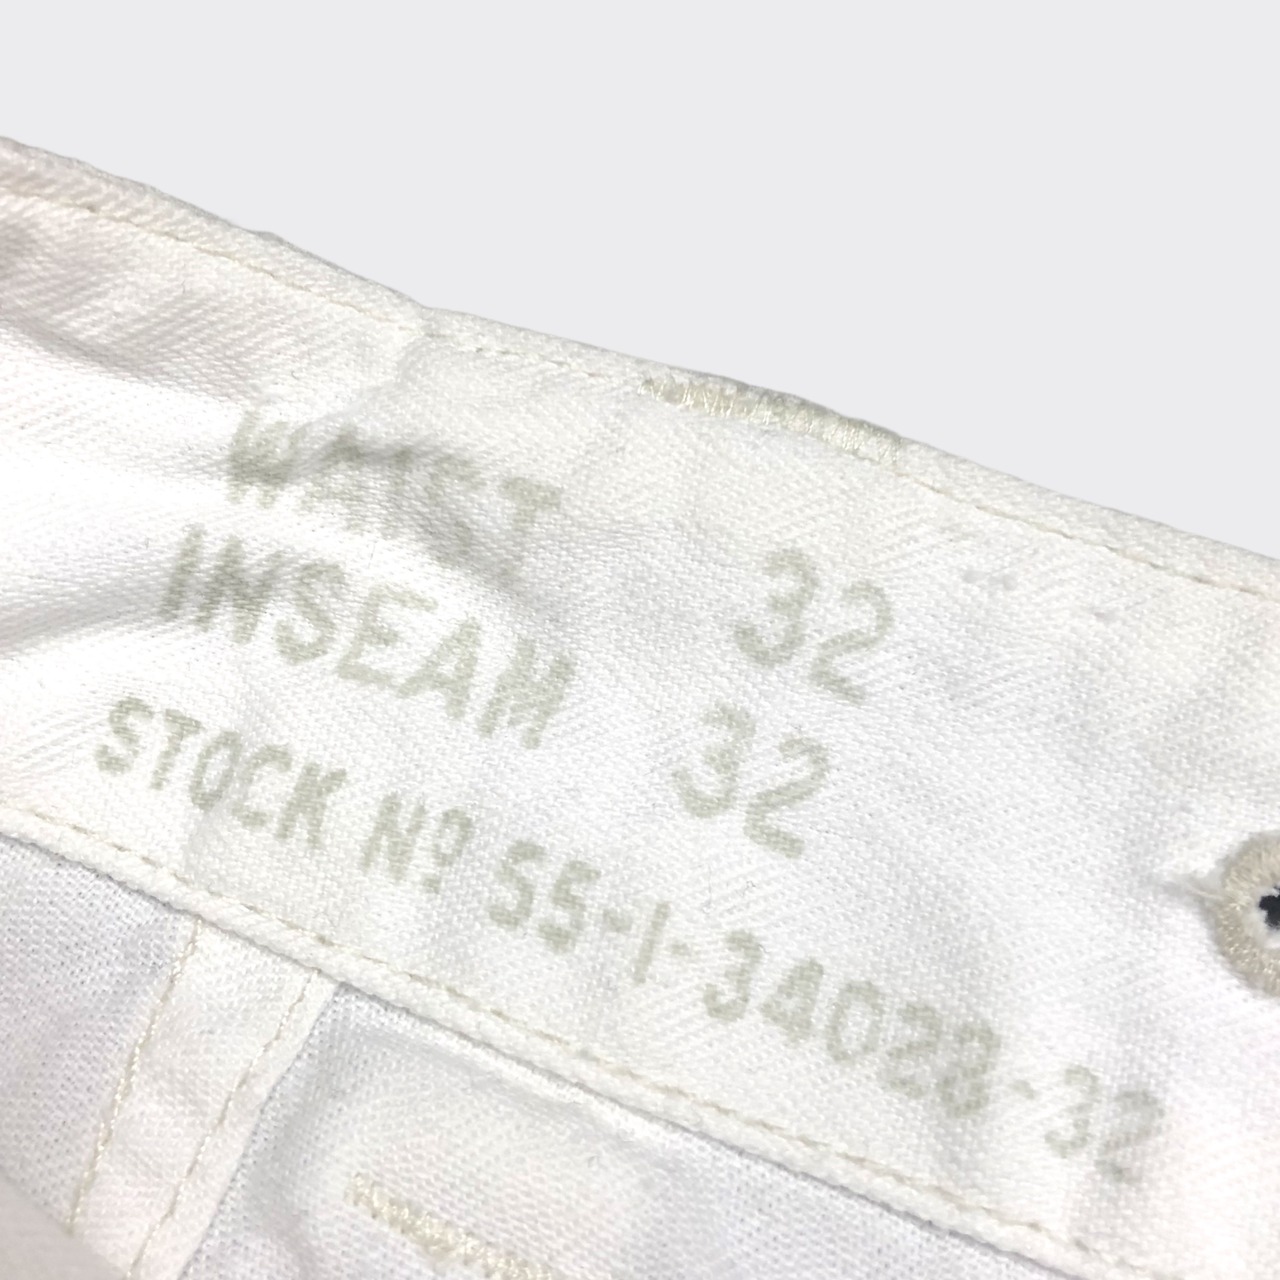 WAIST 32
INSEAM 32
STOCK Nº 55-1-34028-32